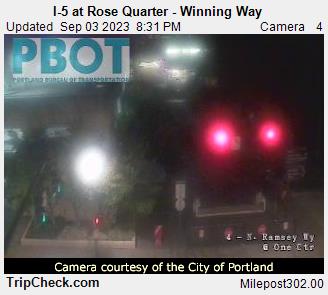 I-5 at Rose Quarter - Winning Way
Updated Sep 03 2023 8:31 PM Camera 4
PBOT
PORTLAND BUREAU OF TRANSPORTATION
4 - N. Ramsey Wy
@ One Ctr
Camera courtesy of the City of Portland
TripCheck.com Milepost302.00